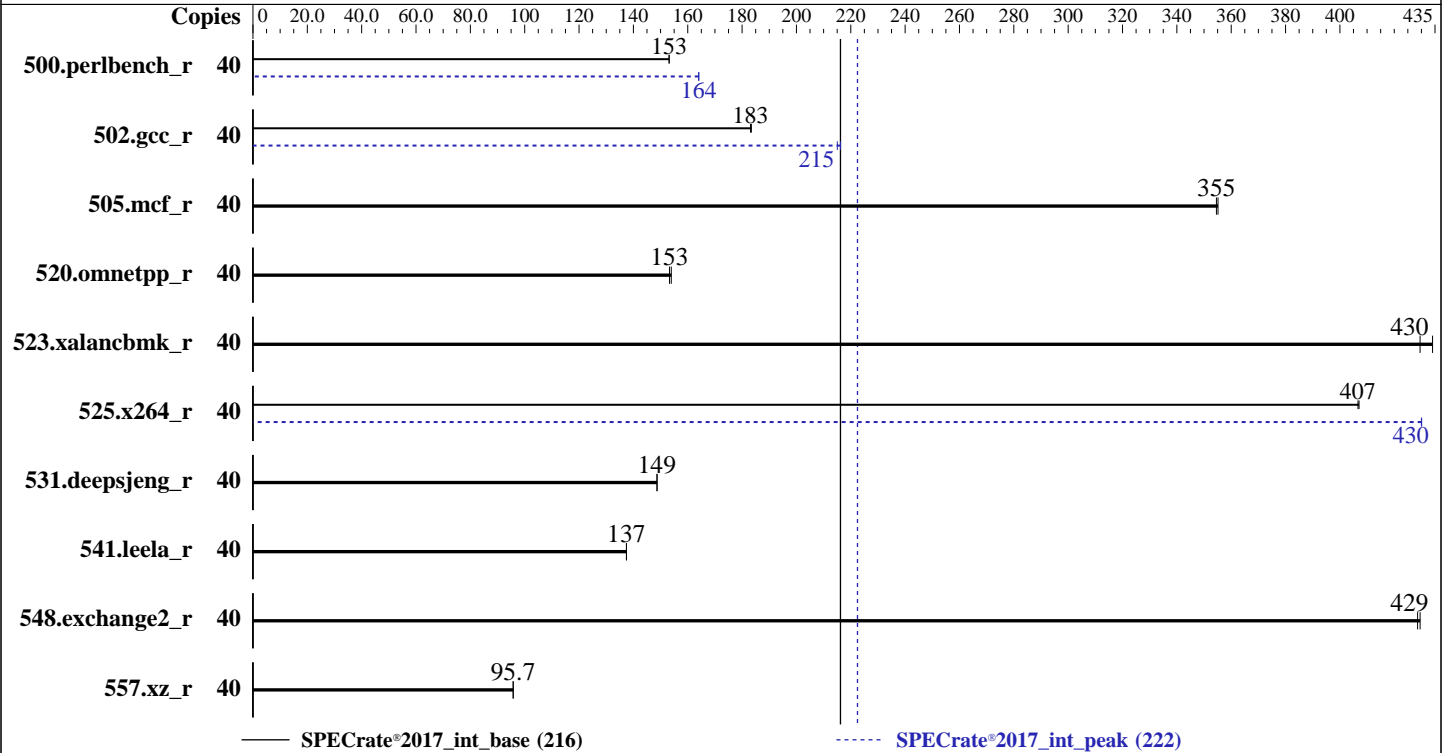 Copies 0 20.0 40.0 60.0 80.0 100 120 140 160 180 200 220 240 260 280 300 320 340 360 380 400 435
153
500.perlbench_r 40
164
183
502.gcc_r 40
215
355
505.mcf_r 40
153
520.omnetpp_r 40
430
523.xalancbmk_r 40
407
525.x264_r 40
430
149
531.deepsjeng_r 40
137
541.leela_r 40
429
548.exchange2_r 40
95.7
557.xz_r 40
SPECrate®2017_int_base (216) SPECrate®2017_int_peak (222)